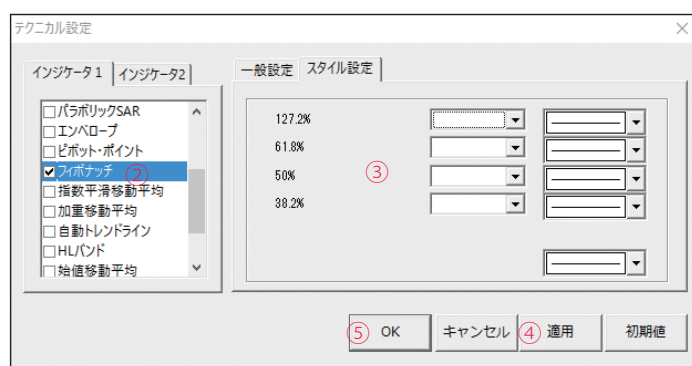 テクニカル設定
インジケータ1 インジケータ2
一般設定 スタイル設定
パラボリックSAR
エンベロープ
ピボット・ポイント
フィボナッチ ②
指数平滑移動平均
加重移動平均
自動トレンドライン
HLバンド
始値移動平均
127.2%
61.8%
50%
③
38.2%
⑤ OK キャンセル ④ 適用 初期値